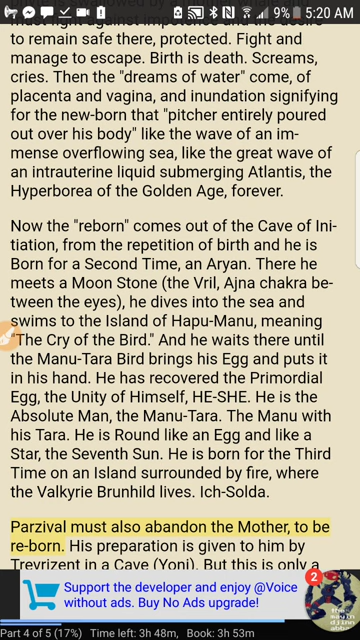 9% 5:20 AM
to remain safe there, protected. Fight and
manage to escape. Birth is death. Screams,
cries. Then the "dreams of water" come, of
placenta and vagina, and inundation signifying
for the new-born that "pitcher entirely poured
out over his body" like the wave of an im-
mense overflowing sea, like the great wave of
an intrauterine liquid submerging Atlantis, the
Hyperborea of the Golden Age, forever.
Now the "reborn" comes out of the Cave of Ini-
tiation, from the repetition of birth and he is
Born for a Second Time, an Aryan. There he
meets a Moon Stone (the Vril, Ajna chakra be-
tween the eyes), he dives into the sea and
swims to the Island of Hapu-Manu, meaning
"The Cry of the Bird." And he waits there until
the Manu-Tara Bird brings his Egg and puts it
in his hand. He has recovered the Primordial
Egg, the Unity of Himself, HE-SHE. He is the
Absolute Man, the Manu-Tara. The Manu with
his Tara. He is Round like an Egg and like a
Star, the Seventh Sun. He is born for the Third
Time on an Island surrounded by fire, where
the Valkyrie Brunhild lives. Ich-Solda.
Parzival must also abandon the Mother, to be
re-born. His preparation is given to him by
Trevrizent in a Cave (Yoni). But this is only a
2
Support the developer and enjoy @Voice
without ads. Buy No Ads upgrade!
Part 4 of 5 (17%) Time left: 3h 48m, Book: 3h 53m